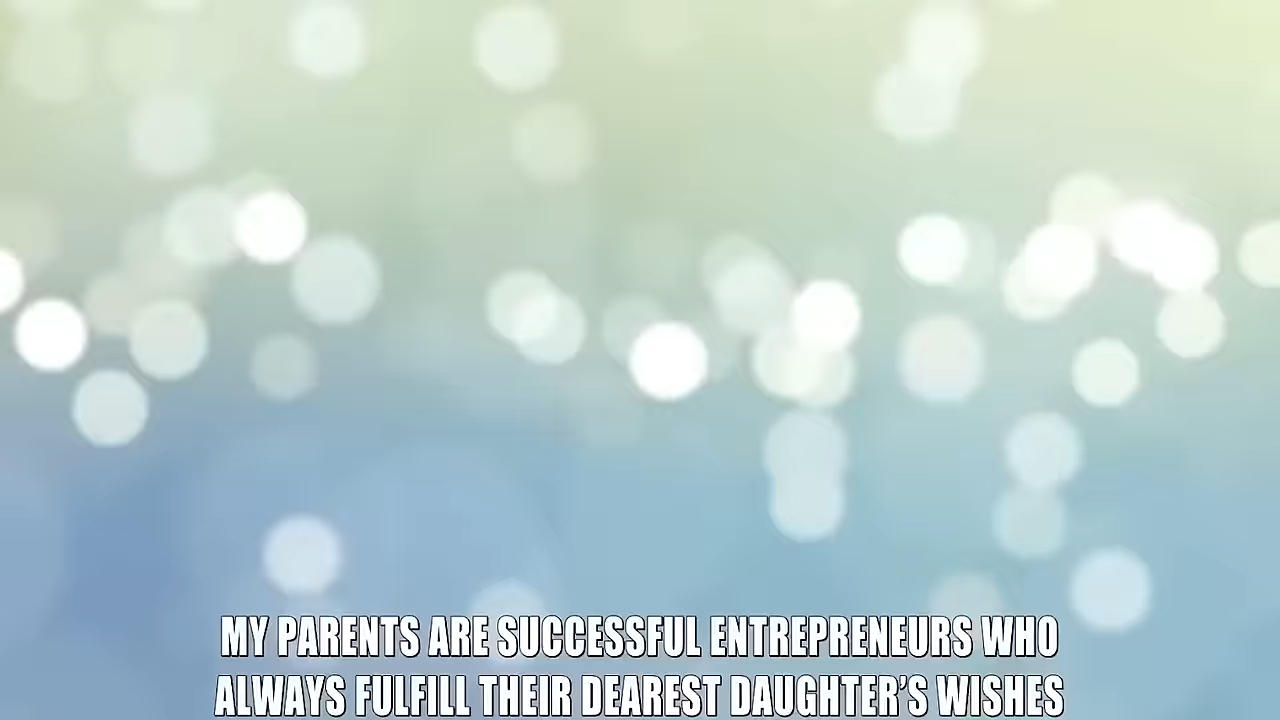 MY PARENTS ARE SUCCESSFUL ENTREPRENEURS WHO
ALWAYS FULFILL THEIR DEAREST DAUGHTER’S WISHES